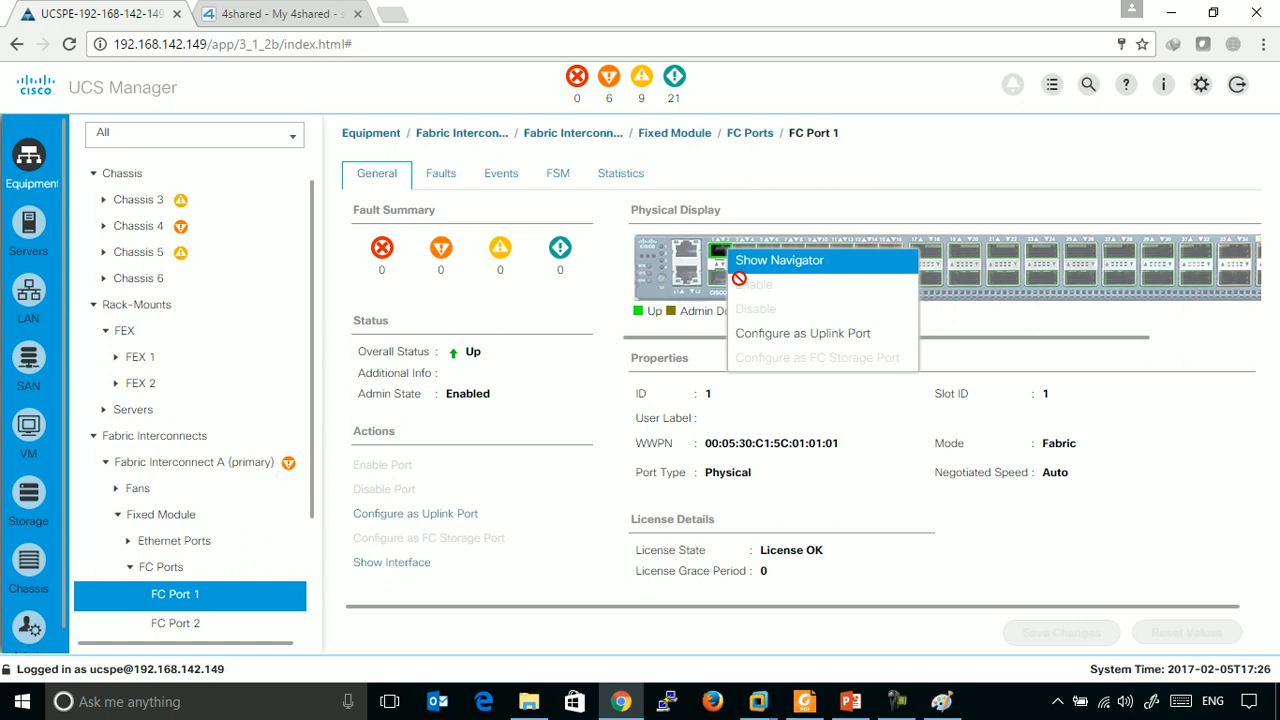 UCSPE-192-168-142-149
4shared - My 4shared - s
192.168.142.149/app/3_1_2b/index.html#
CISCO
UCS Manager
0 6 9 21
All
Equipment
Servers
LAN
SAN
VM
Storage
Chassis
Chassis
Chassis 3
Chassis 4
Chassis 5
Chassis 6
Rack-Mounts
FEX
FEX 1
FEX 2
Servers
Fabric Interconnects
Fabric Interconnect A (primary)
Fans
Fixed Module
Ethernet Ports
FC Ports
FC Port 1
FC Port 2
Equipment / Fabric Intercon... / Fabric Interconn... / Fixed Module / FC Ports / FC Port 1
General Faults Events FSM Statistics
Fault Summary
0 0 0 0
Status
Overall Status : Up
Additional Info :
Admin State : Enabled
Actions
Enable Port
Disable Port
Configure as Uplink Port
Configure as FC Storage Port
Show Interface
Physical Display
Up Admin Do
Show Navigator
Enable
Disable
Configure as Uplink Port
Configure as FC Storage Port
Properties
ID : 1 Slot ID : 1
User Label :
WWPN : 00:05:30:C1:5C:01:01:01 Mode : Fabric
Port Type : Physical Negotiated Speed : Auto
License Details
License State : License OK
License Grace Period : 0
Save Changes Reset Values
Logged in as ucspe@192.168.142.149
System Time: 2017-02-05T17:26
Ask me anything
ENG